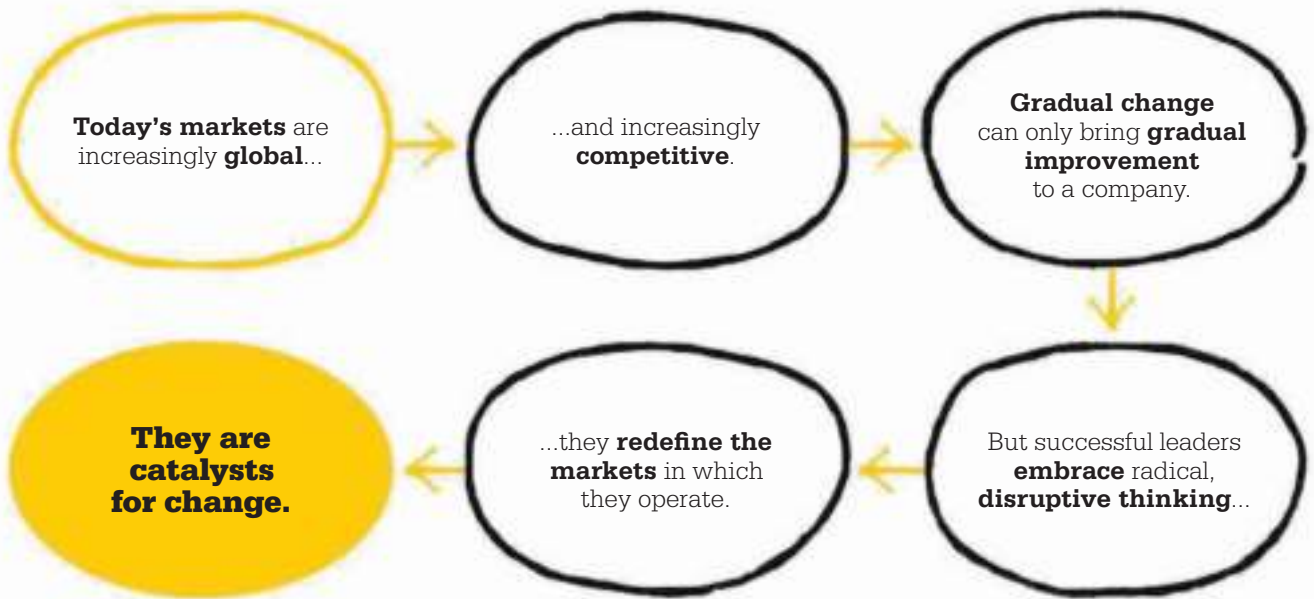 Today's markets are
increasingly global...
...and increasingly
competitive.
Gradual change
can only bring gradual
improvement
to a company.
But successful leaders
embrace radical,
disruptive thinking...
...they redefine the
markets in which
they operate.
They are
catalysts
for change.